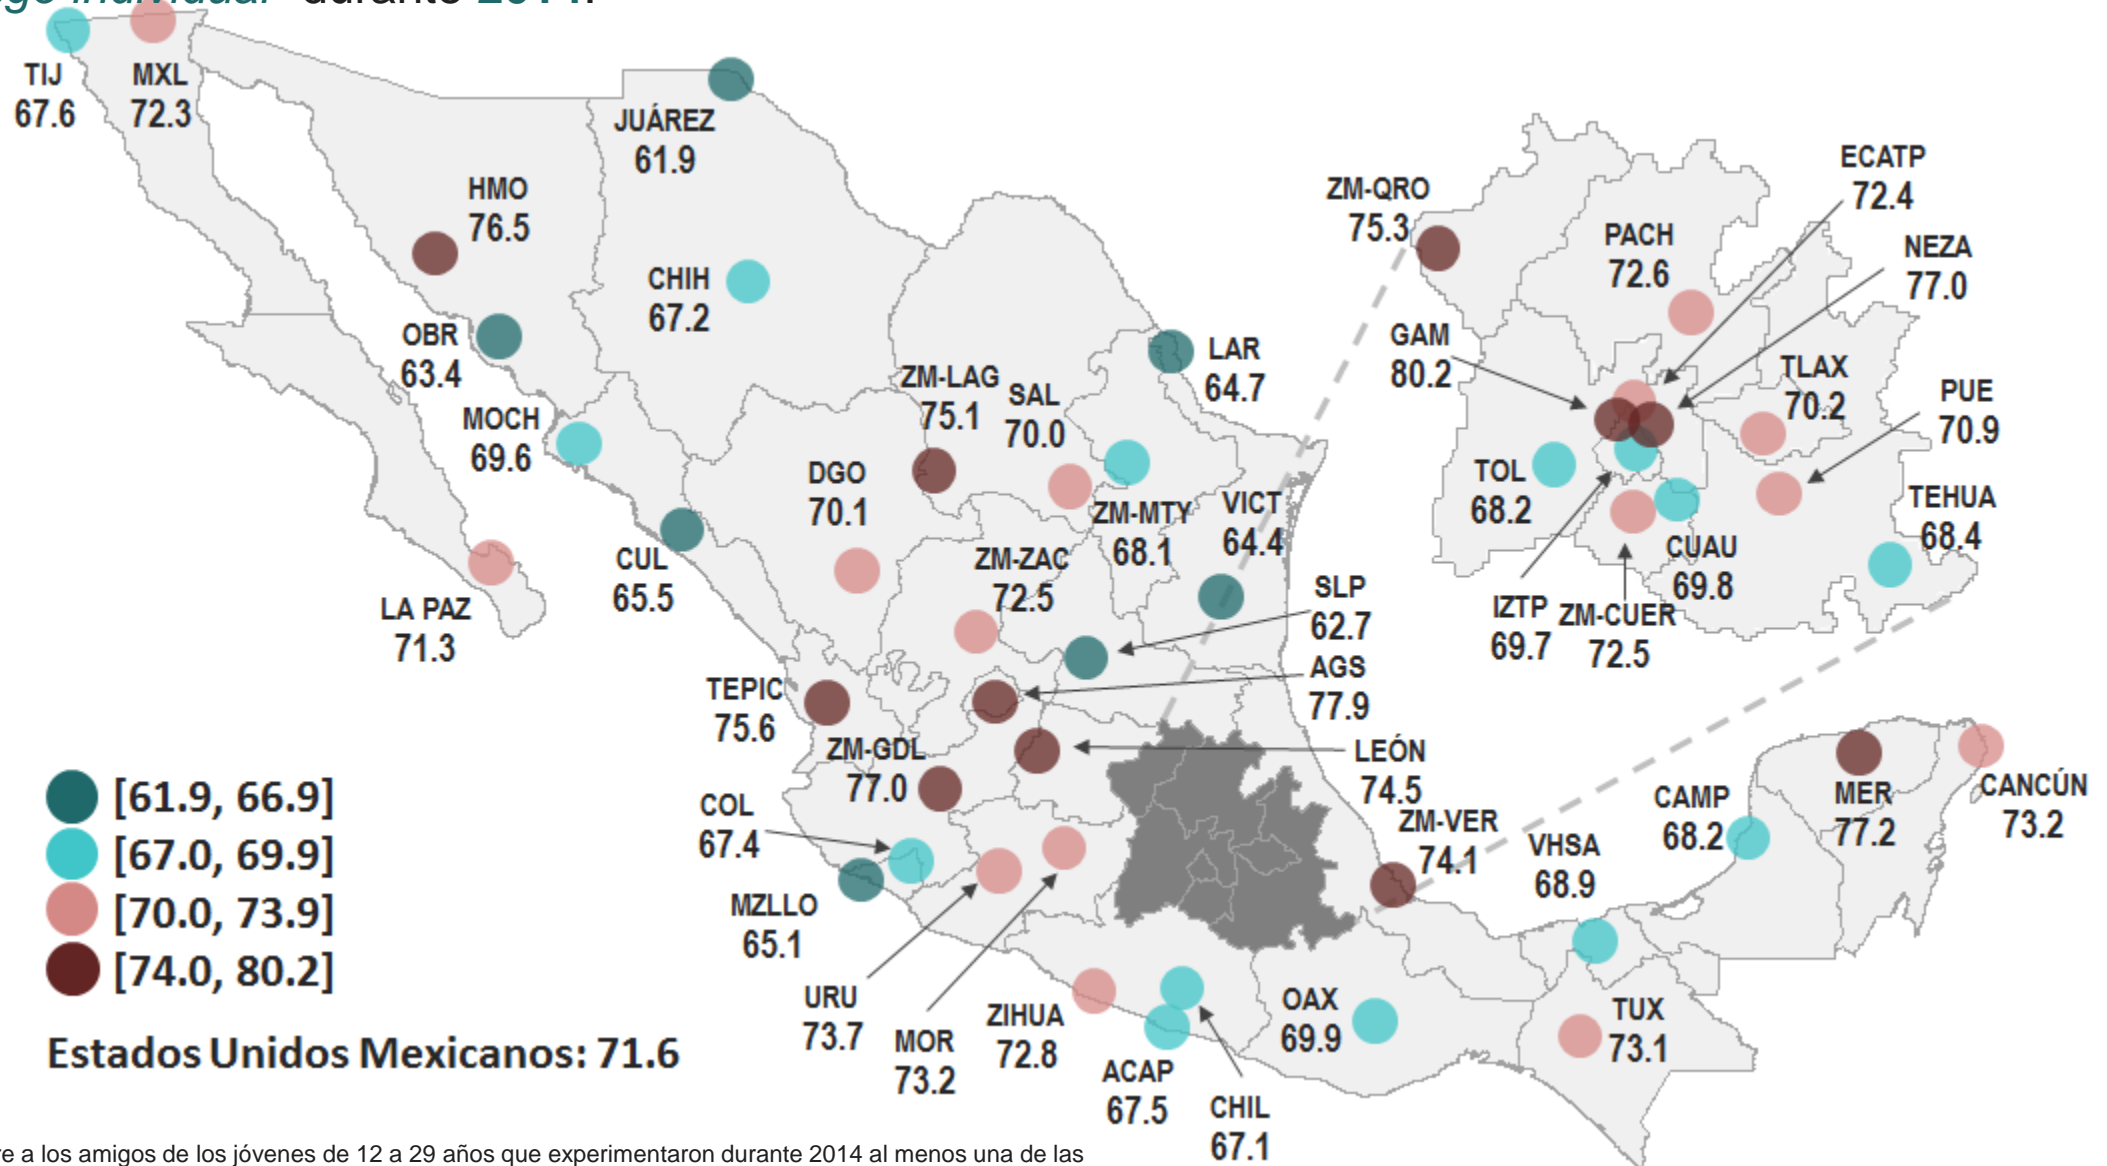 individual durante 2014.
TIJ
67.6
MXL
72.3
JUÁREZ
61.9
HMO
76.5
CHIH
67.2
OBR
63.4
MOCH
69.6
LAR
64.7
ZM-LAG
75.1
SAL
70.0
DGO
70.1
ZM-MTY
68.1
VICT
64.4
CUL
65.5
ZM-ZAC
72.5
LA PAZ
71.3
SLP
62.7
AGS
77.9
TEPIC
75.6
ZM-GDL
77.0
LEÓN
74.5
COL
67.4
ZM-VER
74.1
MZLLO
65.1
URU
73.7
MOR
73.2
ZIHUA
72.8
ACAP
67.5
CHIL
67.1
OAX
69.9
VHSA
68.9
TUX
73.1
CAMP
68.2
MER
77.2
CANCÚN
73.2
ZM-QRO
75.3
PACH
72.6
ECATP
72.4
NEZA
77.0
GAM
80.2
TLAX
70.2
PUE
70.9
TOL
68.2
TEHUA
68.4
CUAU
69.8
IZTP
69.7
ZM-CUER
72.5
[61.9, 66.9]
[67.0, 69.9]
[70.0, 73.9]
[74.0, 80.2]
Estados Unidos Mexicanos: 71.6
a los amigos de los jóvenes de 12 a 29 años que experimentaron durante 2014 al menos una de las